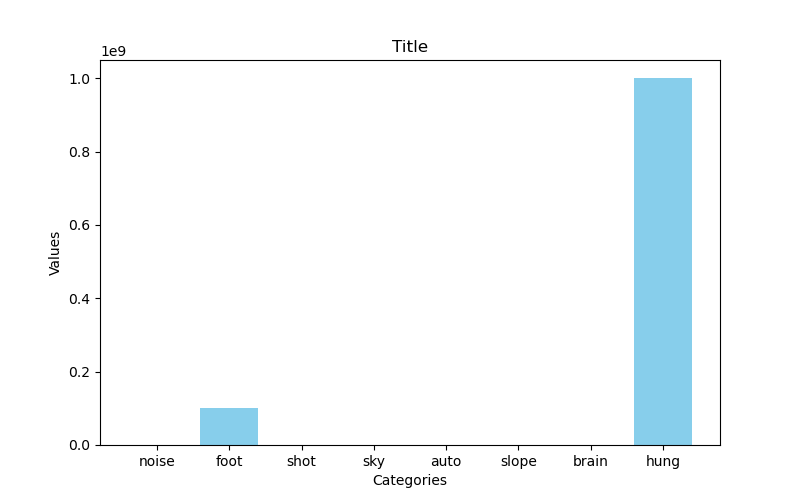 Title
1e9
1.0
0.8
0.6
0.4
0.2
0.0
Values
noise foot shot sky auto slope brain hung
Categories